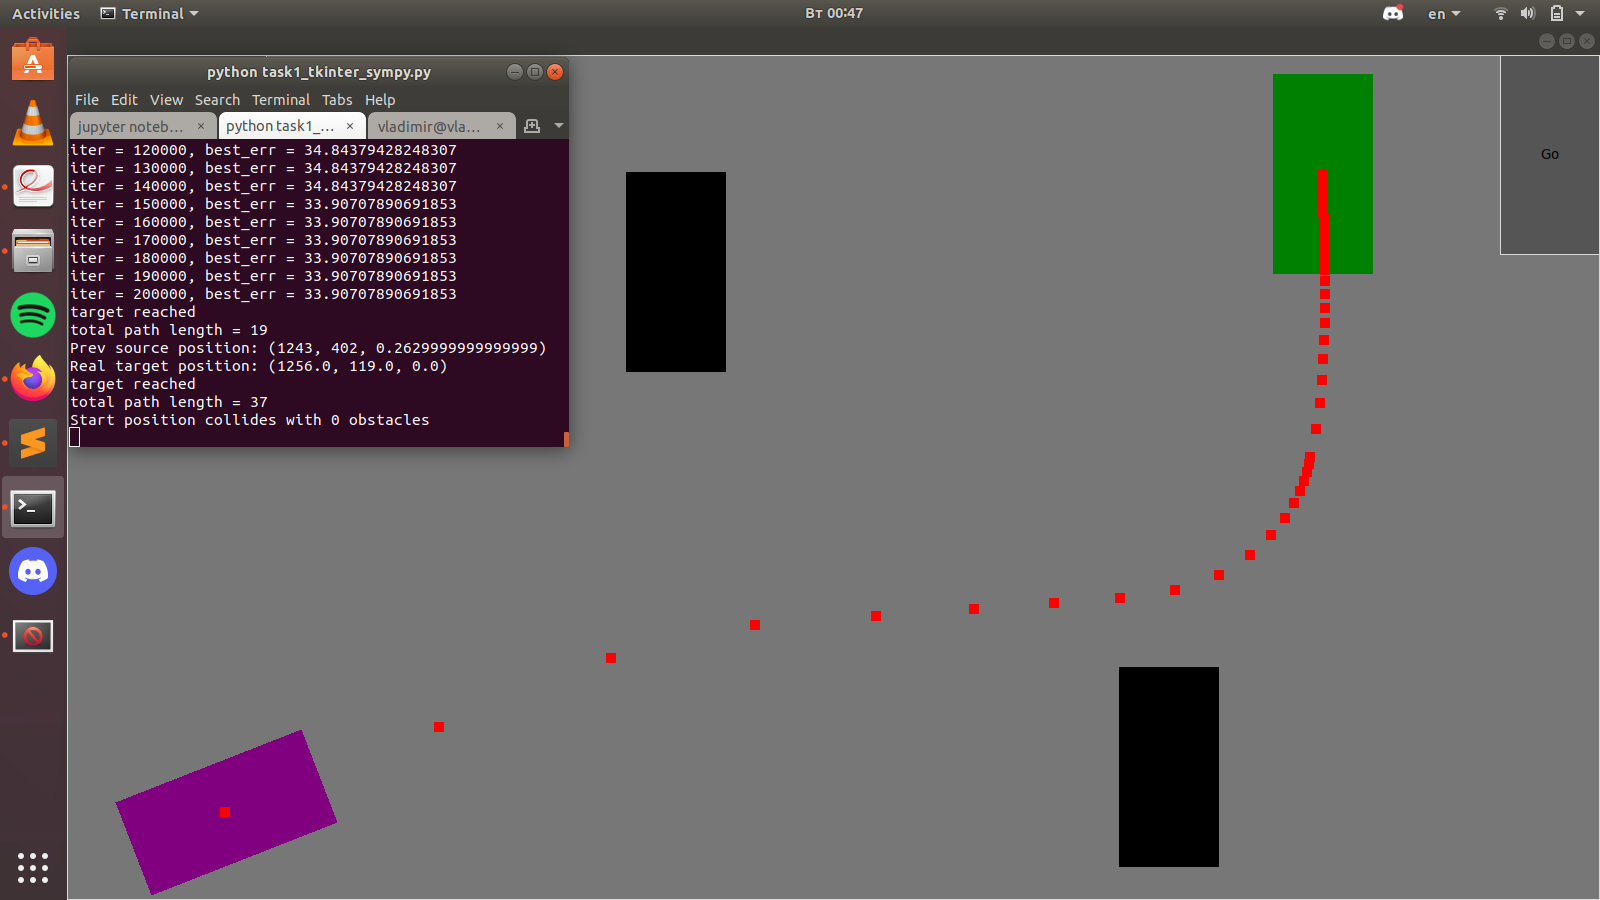 Activities Terminal Вт 00:47 en
python task1_tkinter_sympy.py
File Edit View Search Terminal Tabs Help
jupyter noteb... × python task1_... × vladimir@vla... ×
iter = 120000, best_err = 34.84379428248307
iter = 130000, best_err = 34.84379428248307
iter = 140000, best_err = 34.84379428248307
iter = 150000, best_err = 33.90707890691853
iter = 160000, best_err = 33.90707890691853
iter = 170000, best_err = 33.90707890691853
iter = 180000, best_err = 33.90707890691853
iter = 190000, best_err = 33.90707890691853
iter = 200000, best_err = 33.90707890691853
target reached
total path length = 19
Prev source position: (1243, 402, 0.2629999999999999)
Real target position: (1256.0, 119.0, 0.0)
target reached
total path length = 37
Start position collides with 0 obstacles
Go